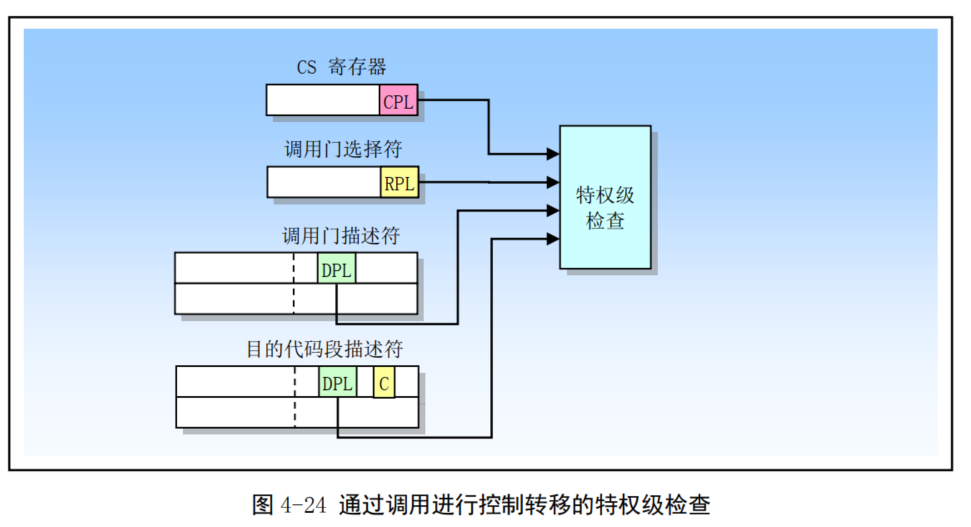 CS 寄存器
CPL
调用门选择符
RPL
特权级
检查
调用门描述符
DPL
目的代码段描述符
DPL
C
图 4-24 通过调用进行控制转移的特权级检查